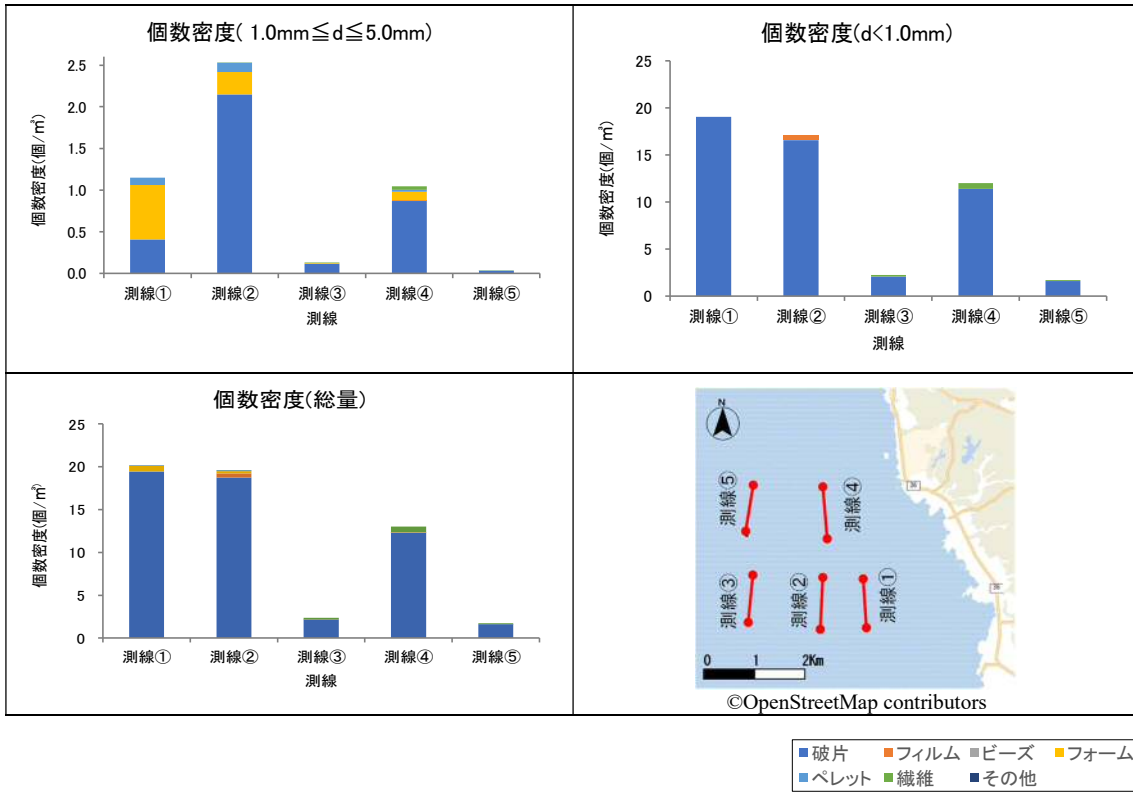 個数密度( 1.0mm≦d≦5.0mm)
個数密度(個/㎥)
2.5
2.0
1.5
1.0
0.5
0.0
測線① 測線② 測線③ 測線④ 測線⑤
測線
個数密度(d<1.0mm)
個数密度(個/㎥)
25
20
15
10
5
0
測線① 測線② 測線③ 測線④ 測線⑤
測線
個数密度(総量)
個数密度(個/㎥)
25
20
15
10
5
0
測線① 測線② 測線③ 測線④ 測線⑤
測線
N
測線⑤
測線④
測線③
測線②
測線①
0 1 2Km
©OpenStreetMap contributors
破片 フィルム ビーズ フォーム
ペレット 繊維 その他